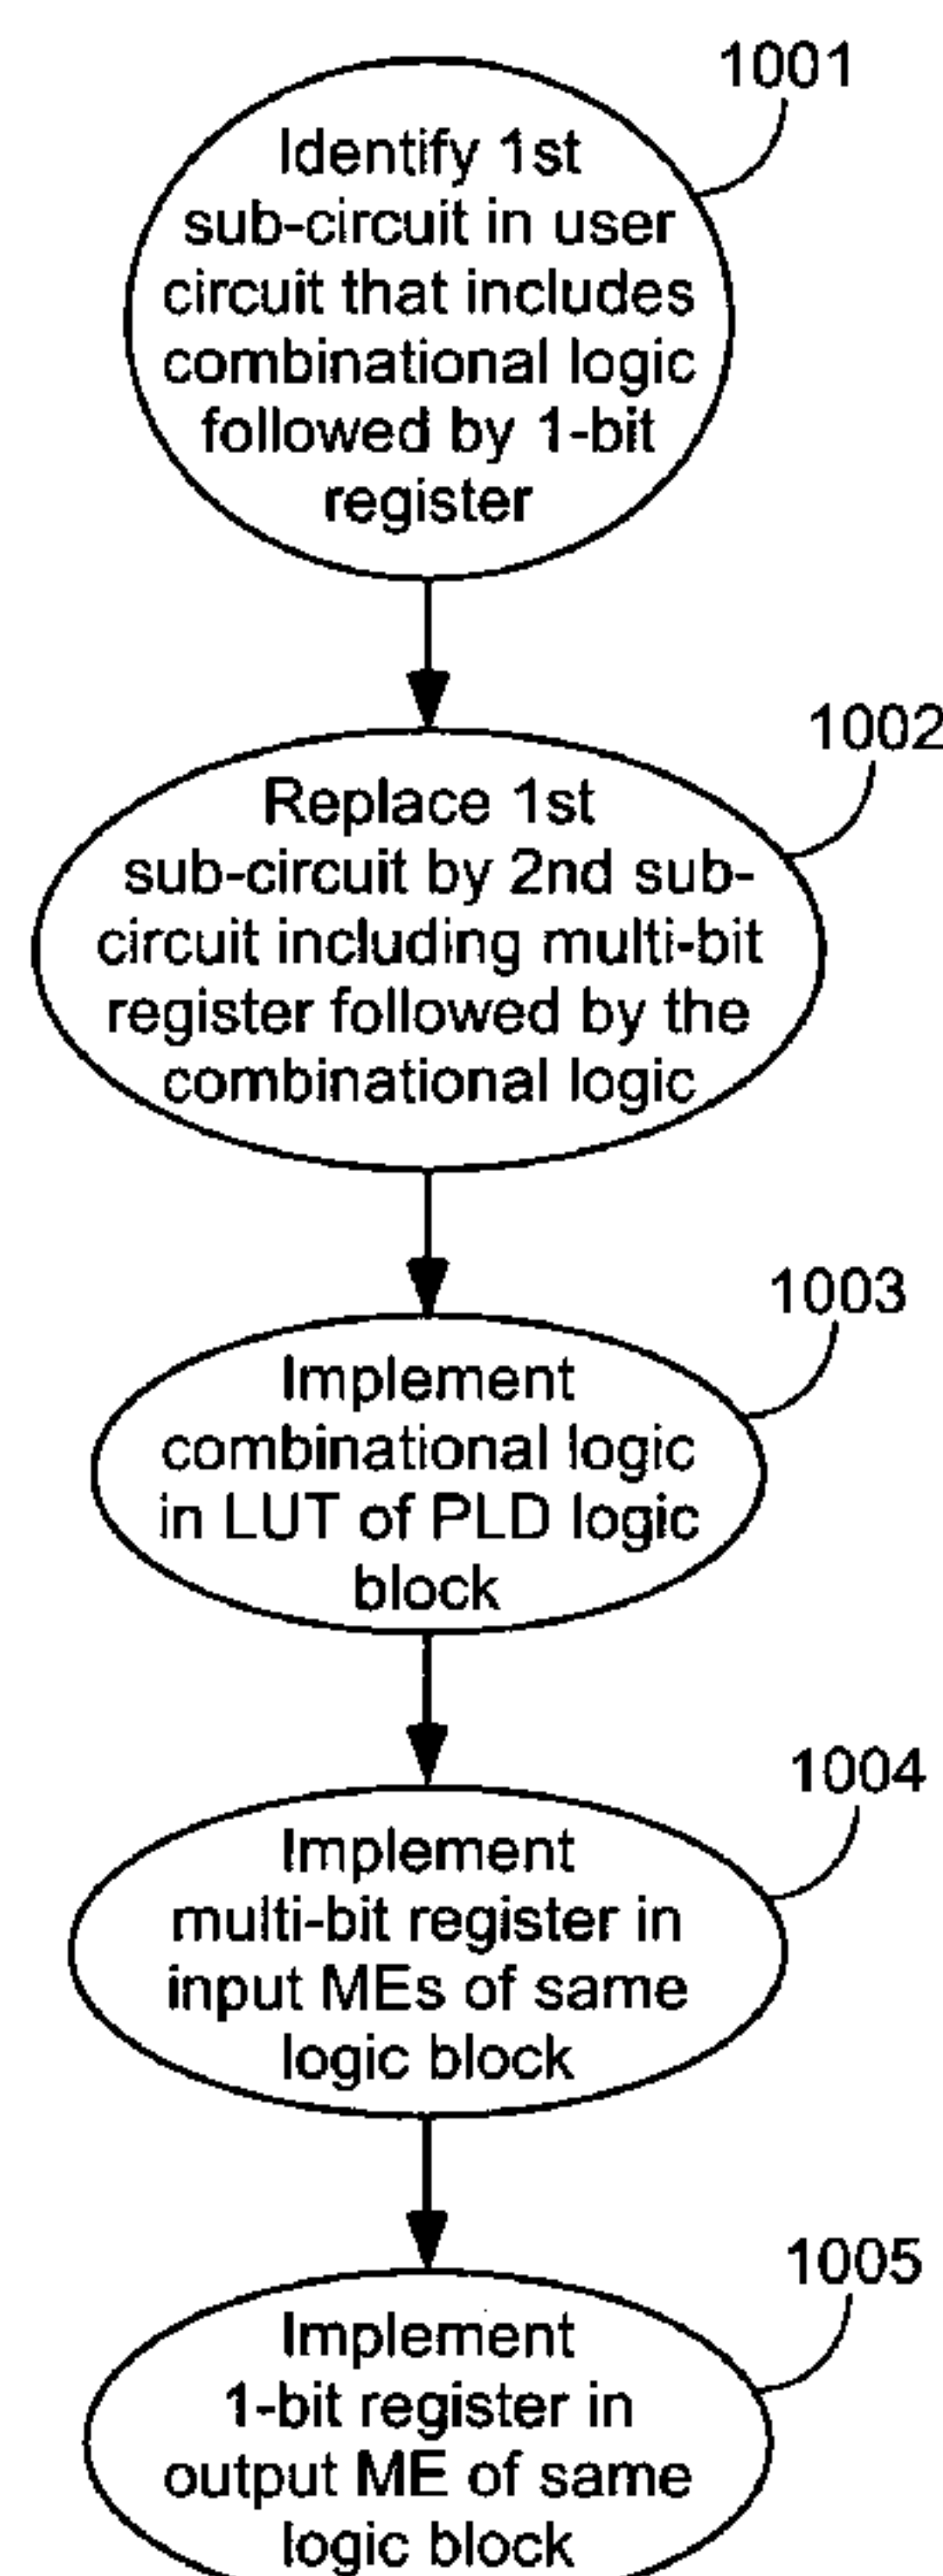 1001
Identify 1st
sub-circuit in user
circuit that includes
combinational logic
followed by 1-bit
register
1002
Replace 1st
sub-circuit by 2nd sub-
circuit including multi-bit
register followed by the
combinational logic
1003
Implement
combinational logic
in LUT of PLD logic
block
1004
Implement
multi-bit register in
input MEs of same
logic block
1005
Implement
1-bit register in
output ME of same
logic block